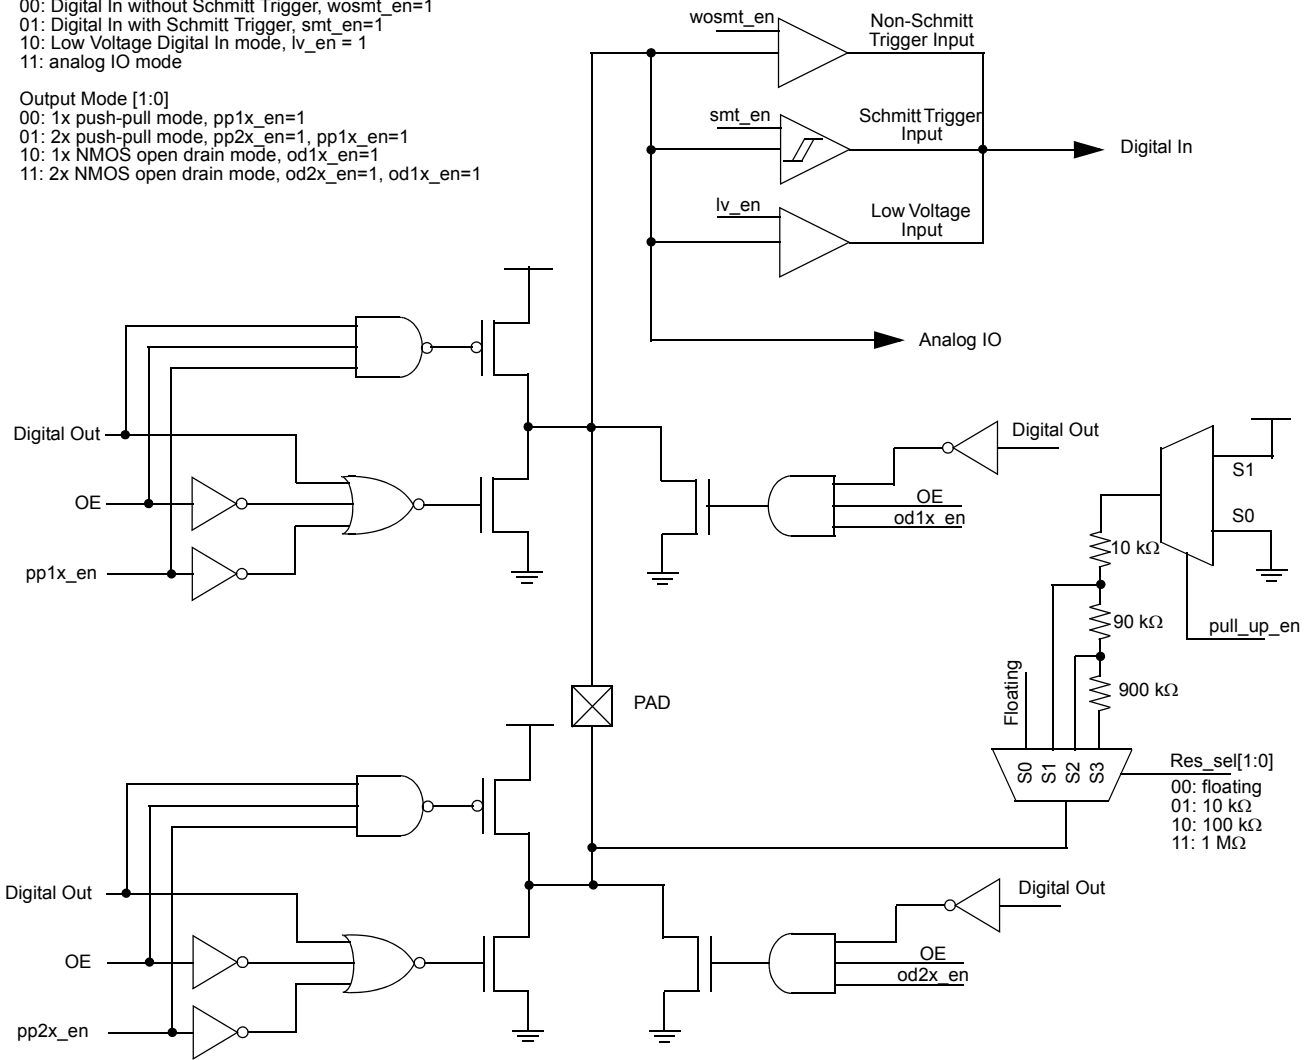 00: Digital In without Schmitt Trigger, wosmt_en=1
01: Digital In with Schmitt Trigger, smt_en=1
10: Low Voltage Digital In mode, lv_en = 1
11: analog IO mode
Output Mode [1:0]
00: 1x push-pull mode, pp1x_en=1
01: 2x push-pull mode, pp2x_en=1, pp1x_en=1
10: 1x NMOS open drain mode, od1x_en=1
11: 2x NMOS open drain mode, od2x_en=1, od1x_en=1
wosmt_en
Non-Schmitt
Trigger Input
smt_en
Schmitt Trigger
Input
Digital In
lv_en
Low Voltage
Input
Analog IO
Digital Out
OE
pp1x_en
Digital Out
OE
od1x_en
S1
S0
10 kΩ
90 kΩ
900 kΩ
pull_up_en
Floating
PAD
S0
S1
S2
S3
Res_sel[1:0]
00: floating
01: 10 kΩ
10: 100 kΩ
11: 1 MΩ
Digital Out
OE
pp2x_en
Digital Out
OE
od2x_en